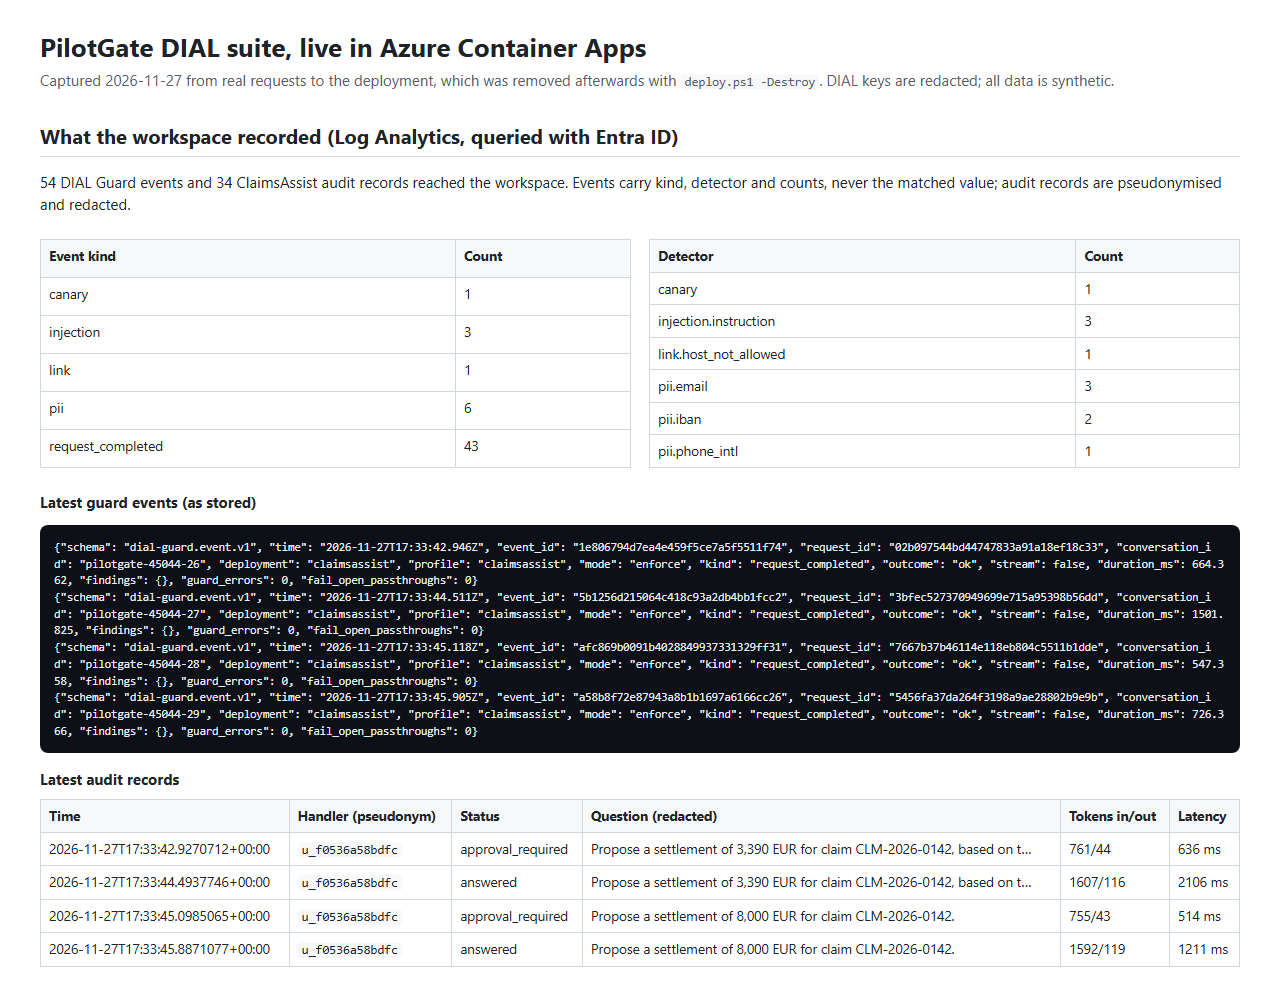 PilotGate DIAL suite, live in Azure Container Apps
Captured 2026-11-27 from real requests to the deployment, which was removed afterwards with deploy.ps1 -Destroy. DIAL keys are redacted; all data is synthetic.
What the workspace recorded (Log Analytics, queried with Entra ID)
54 DIAL Guard events and 34 ClaimsAssist audit records reached the workspace. Events carry kind, detector and counts, never the matched value; audit records are pseudonymised
and redacted.
Event kind Count
canary 1
injection 3
link 1
pii 6
request_completed 43
Detector Count
canary 1
injection.instruction 3
link.host_not_allowed 1
pii.email 3
pii.iban 2
pii.phone_intl 1
Latest guard events (as stored)
{"schema": "dial-guard.event.v1", "time": "2026-11-27T17:33:42.946Z", "event_id": "1e806794d7ea4e459f5ce7a5f5511f74", "request_id": "02b097544bd44747833a91a18ef18c33", "conversation_i
d": "pilotgate-45044-26", "deployment": "claimsassist", "profile": "claimsassist", "mode": "enforce", "kind": "request_completed", "outcome": "ok", "stream": false, "duration_ms": 664.3
62, "findings": {}, "guard_errors": 0, "fail_open_passthroughs": 0}
{"schema": "dial-guard.event.v1", "time": "2026-11-27T17:33:44.511Z", "event_id": "5b1256d215064c418c93a2db4bb1fcc2", "request_id": "3bfec527370949699e715a95398b56dd", "conversation_i
d": "pilotgate-45044-27", "deployment": "claimsassist", "profile": "claimsassist", "mode": "enforce", "kind": "request_completed", "outcome": "ok", "stream": false, "duration_ms": 1501.
825, "findings": {}, "guard_errors": 0, "fail_open_passthroughs": 0}
{"schema": "dial-guard.event.v1", "time": "2026-11-27T17:33:45.118Z", "event_id": "afc869b0091b4028849937331329ff31", "request_id": "7667b37b46114e118eb804c5511b1dde", "conversation_i
d": "pilotgate-45044-28", "deployment": "claimsassist", "profile": "claimsassist", "mode": "enforce", "kind": "request_completed", "outcome": "ok", "stream": false, "duration_ms": 547.3
58, "findings": {}, "guard_errors": 0, "fail_open_passthroughs": 0}
{"schema": "dial-guard.event.v1", "time": "2026-11-27T17:33:45.905Z", "event_id": "a58b8f72e87943a8b1b1697a6166cc26", "request_id": "5456fa37da264f3198a9ae28802b9e9b", "conversation_i
d": "pilotgate-45044-29", "deployment": "claimsassist", "profile": "claimsassist", "mode": "enforce", "kind": "request_completed", "outcome": "ok", "stream": false, "duration_ms": 726.3
66, "findings": {}, "guard_errors": 0, "fail_open_passthroughs": 0}
Latest audit records
Time Handler (pseudonym) Status Question (redacted) Tokens in/out Latency
2026-11-27T17:33:42.9270712+00:00 u_f0536a58bdfc approval_required Propose a settlement of 3,390 EUR for claim CLM-2026-0142, based on t... 761/44 636 ms
2026-11-27T17:33:44.4937746+00:00 u_f0536a58bdfc answered Propose a settlement of 3,390 EUR for claim CLM-2026-0142, based on t... 1607/116 2106 ms
2026-11-27T17:33:45.0985065+00:00 u_f0536a58bdfc approval_required Propose a settlement of 8,000 EUR for claim CLM-2026-0142. 755/43 514 ms
2026-11-27T17:33:45.8871077+00:00 u_f0536a58bdfc answered Propose a settlement of 8,000 EUR for claim CLM-2026-0142. 1592/119 1211 ms